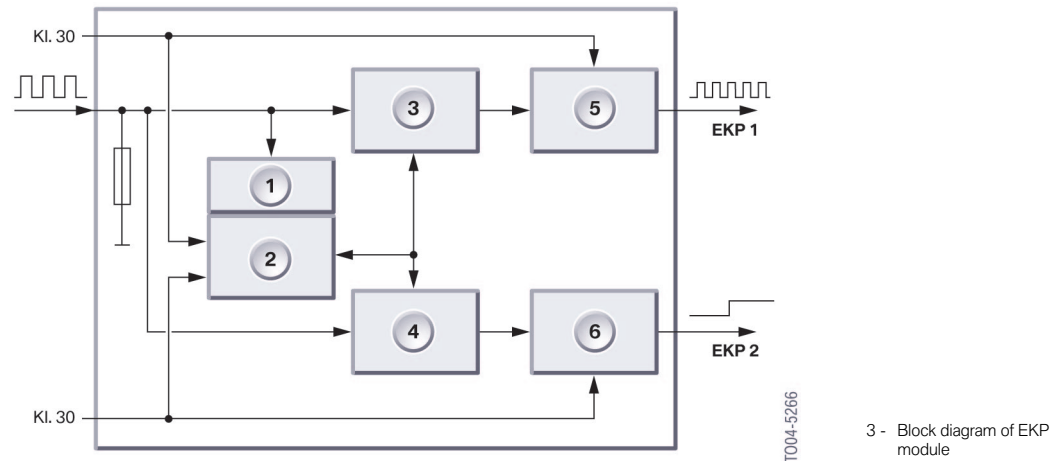 Kl. 30
3
5
EKP 1
1
2
4
6
EKP 2
Kl. 30
T004-5266
3 - Block diagram of EKP
module